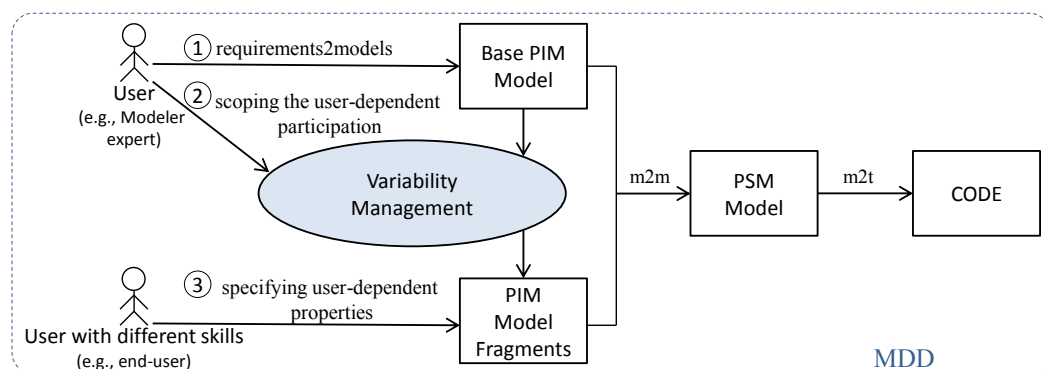 ① requirements2models
User
(e.g., Modeler
expert)
② scoping the user-dependent
participation
Base PIM
Model
Variability
Management
m2m
PSM
Model
m2t
CODE
③ specifying user-dependent
properties
User with different skills
(e.g., end-user)
PIM
Model
Fragments
MDD